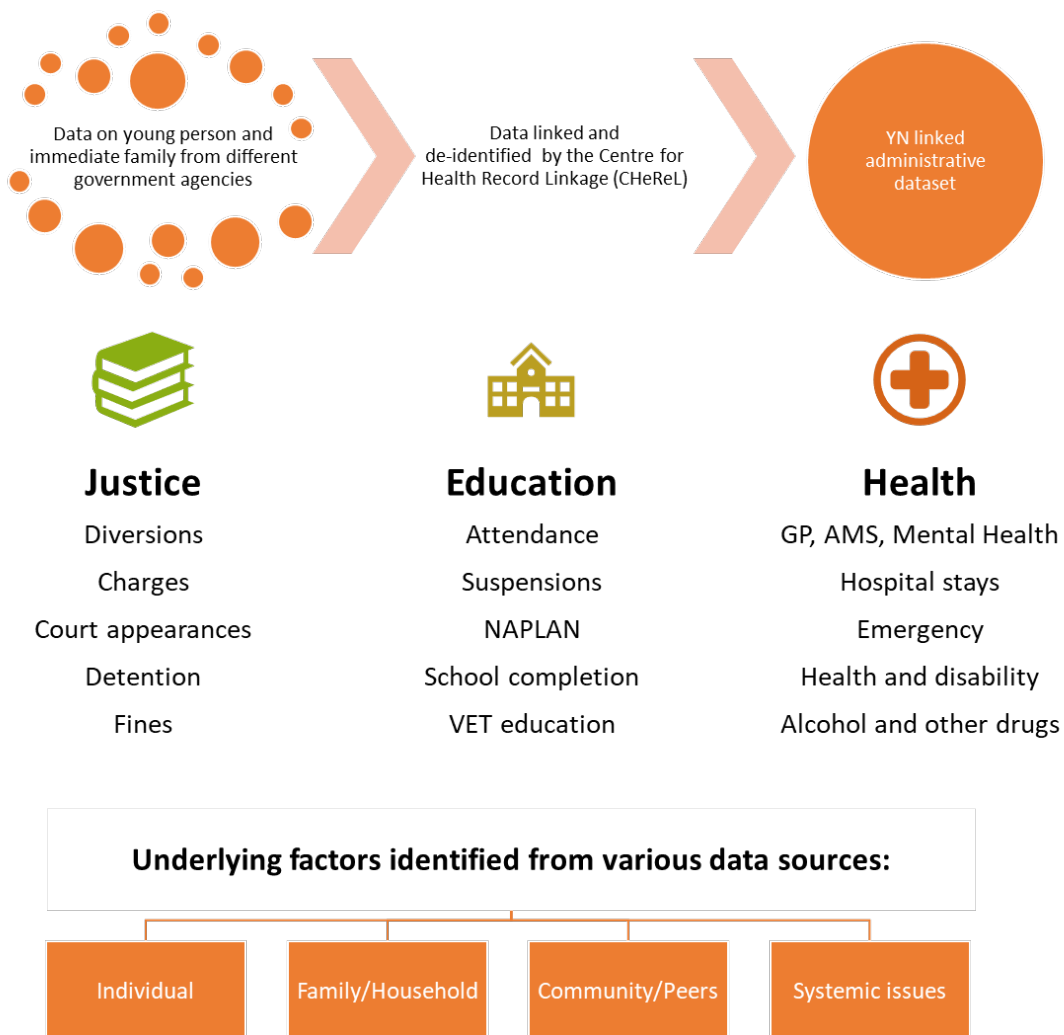 Data on young person and
immediate family from different
government agencies
Data linked and
de-identified by the Centre for
Health Record Linkage (CHeReL)
YN linked
administrative
dataset
Justice
Diversions
Charges
Court appearances
Detention
Fines
Education
Attendance
Suspensions
NAPLAN
School completion
VET education
Health
GP, AMS, Mental Health
Hospital stays
Emergency
Health and disability
Alcohol and other drugs
Underlying factors identified from various data sources:
Individual
Family/Household
Community/Peers
Systemic issues